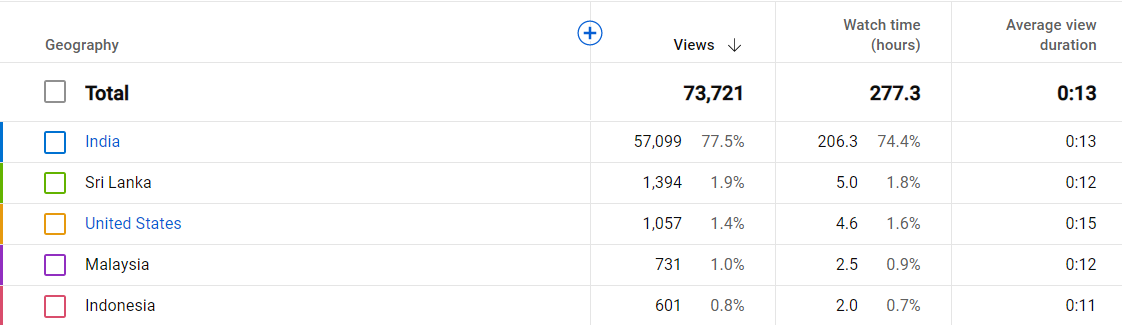 Geography Views Watch time (hours) Average view duration
Total 73,721 277.3 0:13
India 57,099 77.5% 206.3 74.4% 0:13
Sri Lanka 1,394 1.9% 5.0 1.8% 0:12
United States 1,057 1.4% 4.6 1.6% 0:15
Malaysia 731 1.0% 2.5 0.9% 0:12
Indonesia 601 0.8% 2.0 0.7% 0:11